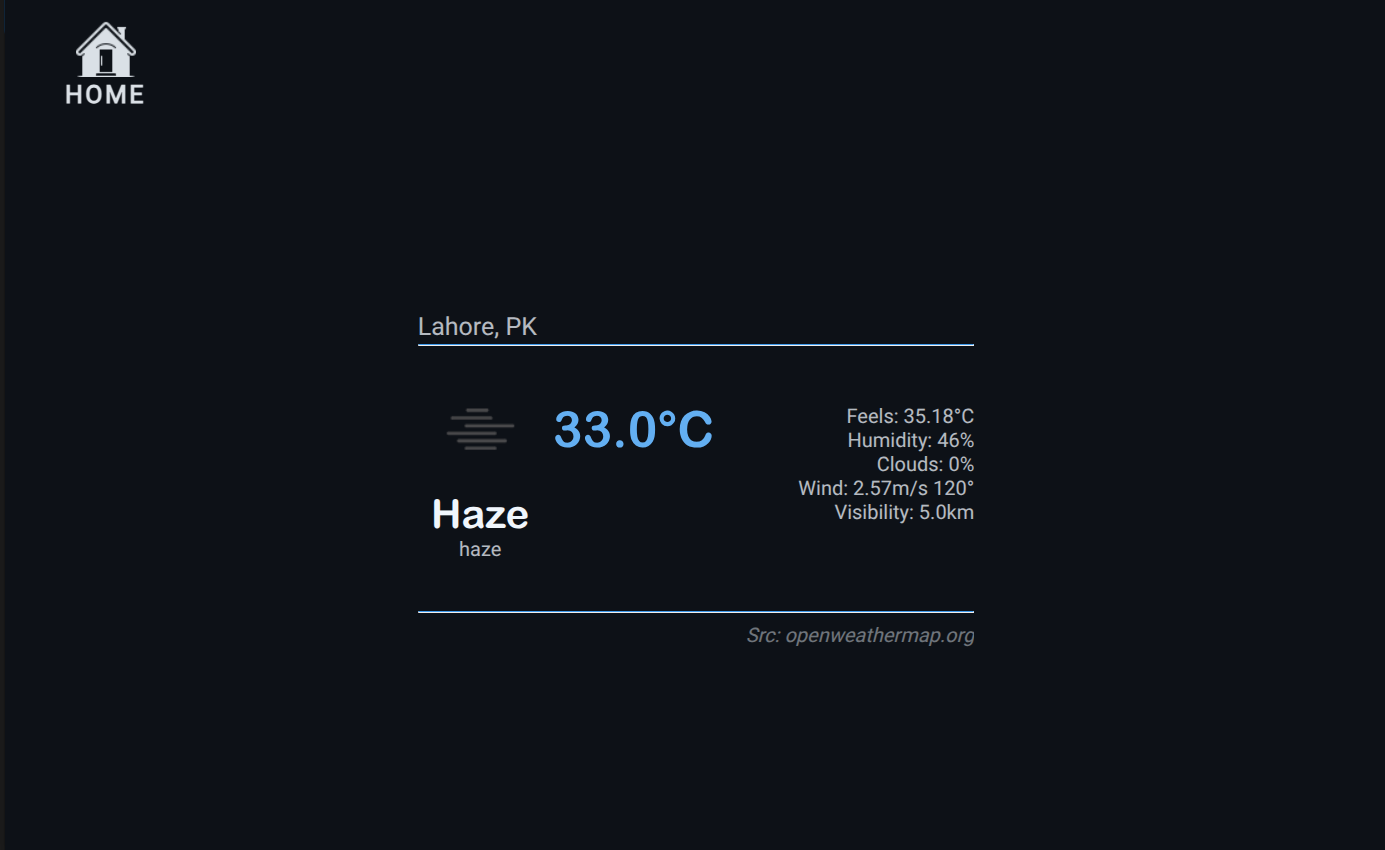 HOME
Lahore, PK
33.0°C
Feels: 35.18°C
Humidity: 46%
Clouds: 0%
Wind: 2.57m/s 120°
Visibility: 5.0km
Haze
haze
Src: openweathermap.org